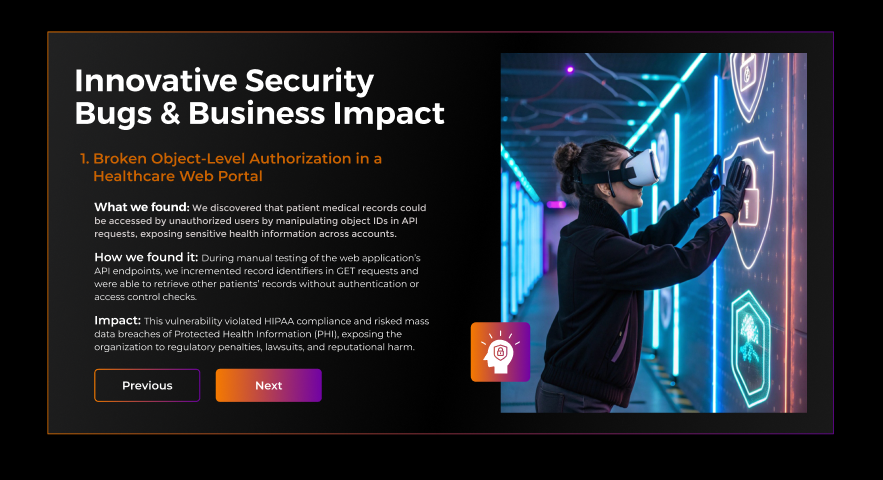 Innovative Security
Bugs & Business Impact
1. Broken Object-Level Authorization in a
Healthcare Web Portal
What we found: We discovered that patient medical records could
be accessed by unauthorized users by manipulating object IDs in API
requests, exposing sensitive health information across accounts.
How we found it: During manual testing of the web application's
API endpoints, we incremented record identifiers in GET requests and
were able to retrieve other patients' records without authentication or
access control checks.
Impact: This vulnerability violated HIPAA compliance and risked mass
data breaches of Protected Health Information (PHI), exposing the
organization to regulatory penalties, lawsuits, and reputational harm.
Previous
Next